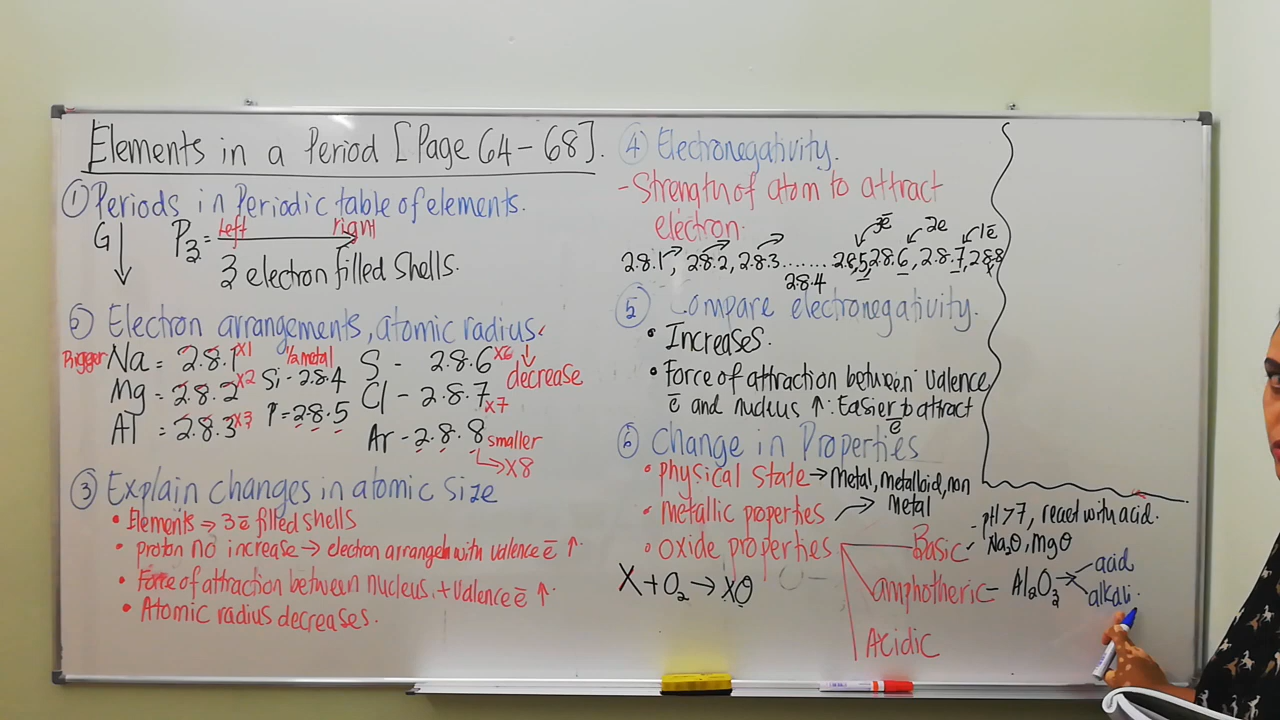 Elements in a Period [Page 64-68].
① Periods in Periodic table of elements.
G↓ P3 = left right →
3 electron filled shells.
② Electron arrangements, atomic radius
↓ decrease
Bigger Na = 2.8.1 x1
Mg = 2.8.2 x2
Al = 2.8.3 x3
½ metal
Si - 2.8.4
P = 2.8.5
S - 2.8.6 x6
Cl - 2.8.7 x7
Ar - 2.8.8 smaller
→ x8
③ Explain changes in atomic size
• Elements → 3 ē filled shells
• proton no increase → electron arrangeh with valence ē ↑.
• Force of attraction between nucleus + valence ē ↑.
• Atomic radius decreases.
④ Electronegativity.
- Strength of atom to attract
electron.
3ē 2e 1ē
2.8.1, 2.8.2, 2.8.3 ........ 2.8.5, 2.8.6, 2.8.7, 2.8.8
2.8.4
⑤ Compare electronegativity.
• Increases.
• Force of attraction between valence
ē and nucleus ↑ ∴ Easier to attract
ē
⑥ Change in Properties
• physical state → Metal, metalloid, non
Metal
• Metallic properties
• oxide properties
X + O2 → XO
Basic - pH > 7, react with acid.
Na2O, MgO
amphotheric - Al2O3 → acid
alkali.
Acidic